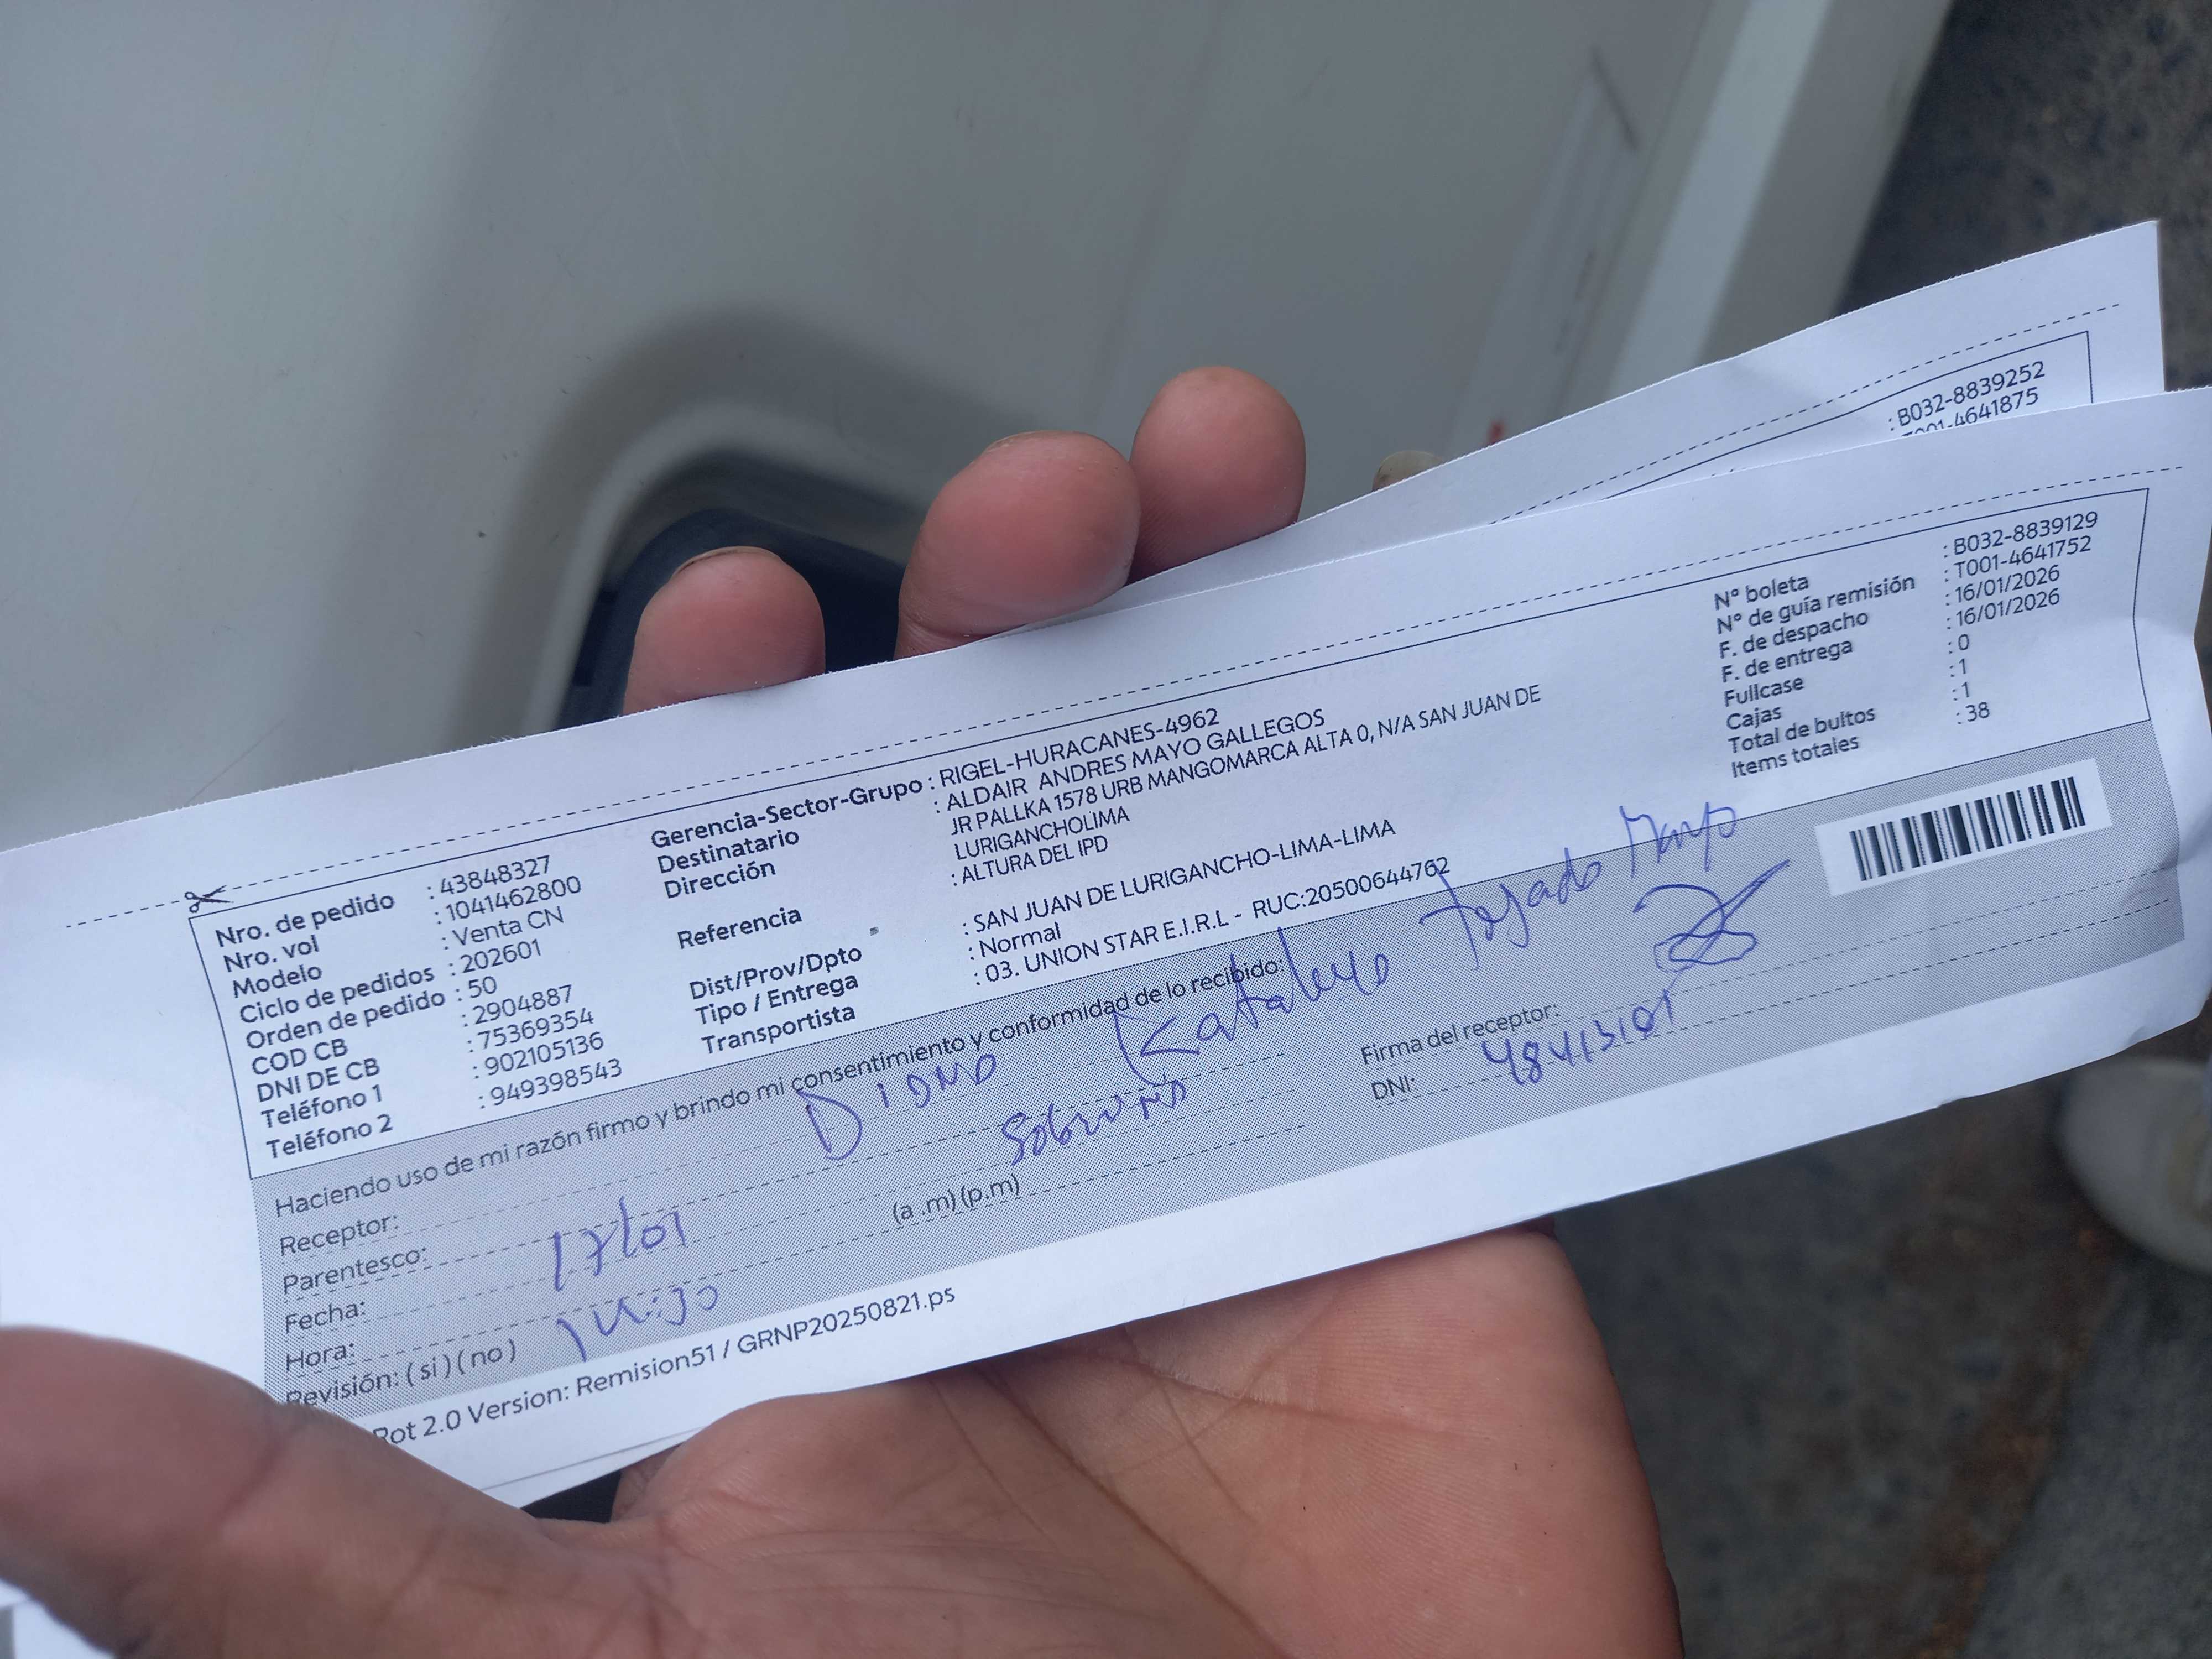 : B032-8839252
T001-4641875
Nro. de pedido : 43848327
Nro. vol : 1041462800
Modelo : Venta CN
Ciclo de pedidos : 202601
Orden de pedido : 50
COD CB : 2904887
DNI DE CB : 75369354
Teléfono 1 : 902105136
Teléfono 2 : 949398543
Gerencia-Sector-Grupo : RIGEL-HURACANES-4962
Destinatario : ALDAIR ANDRES MAYO GALLEGOS
Dirección JR PALLKA 1578 URB MANGOMARCA ALTA 0, N/A SAN JUAN DE
LURIGANCHOLIMA
Referencia : ALTURA DEL IPD
Dist/Prov/Dpto : SAN JUAN DE LURIGANCHO-LIMA-LIMA
Tipo / Entrega : Normal
Transportista : 03. UNION STAR E.I.R.L - RUC:20500644762
N° boleta : B032-8839129
N° de guía remisión : T001-4641752
F. de despacho : 16/01/2026
F. de entrega : 16/01/2026
Fullcase : 0
Cajas : 1
Total de bultos : 1
Items totales : 38
Haciendo uso de mi razón firmo y brindo mi consentimiento y conformidad de lo recibido:
Receptor: Mayo
Parentesco:
Fecha: 17/01
Hora: (a .m) (p.m)
Revisión: ( si ) ( no )
Firma del receptor:
DNI: 48413101
Rot 2.0 Version: Remision51 / GRNP20250821.ps